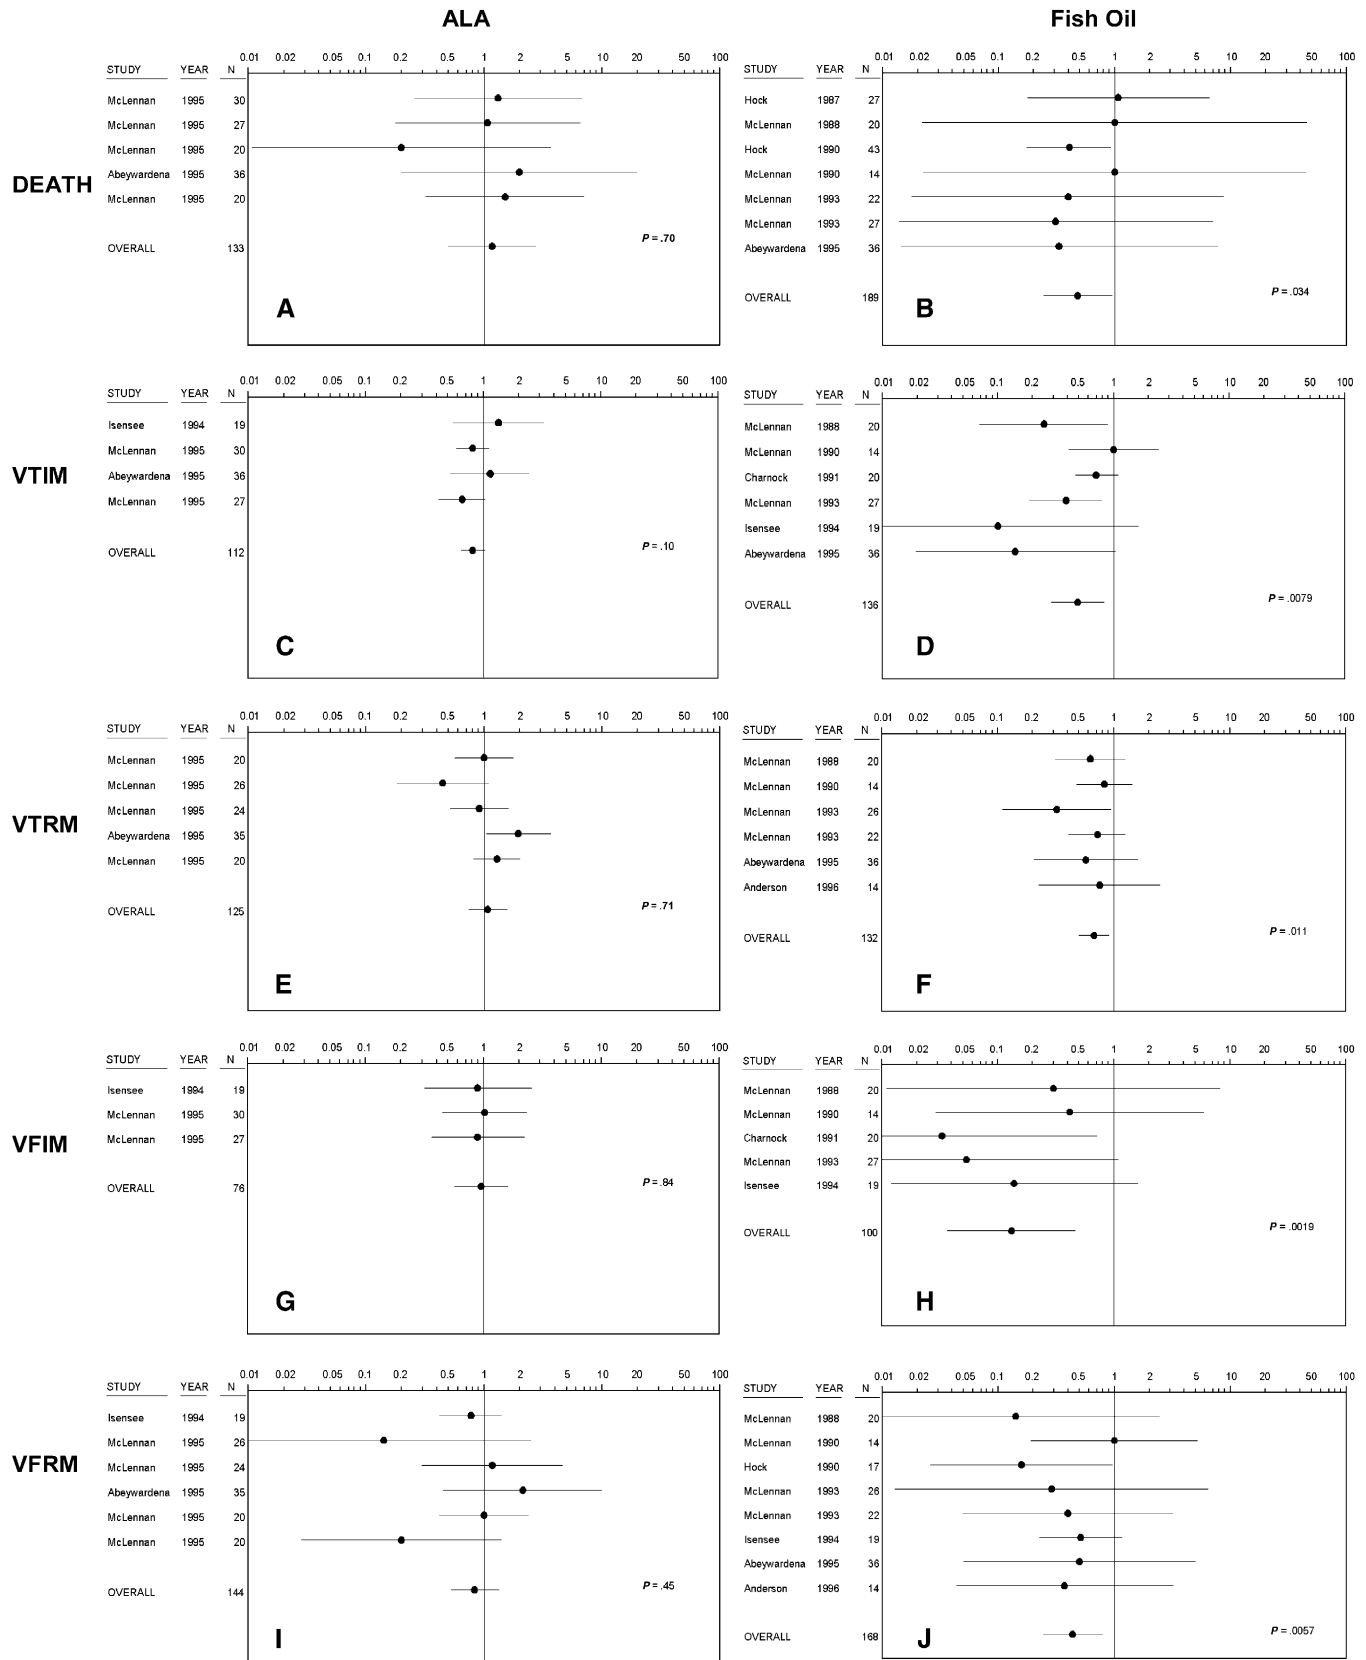 ALA
Fish Oil
DEATH
0.01 0.02 0.05 0.1 0.2 0.5 1 2 5 10 20 50 100
STUDY YEAR N
McLennan 1995 30
McLennan 1995 27
McLennan 1995 20
Abeywardena 1995 36
McLennan 1995 20
OVERALL 133
P = .70
A
0.01 0.02 0.05 0.1 0.2 0.5 1 2 5 10 20 50 100
STUDY YEAR N
Hock 1987 27
McLennan 1988 20
Hock 1990 43
McLennan 1990 14
McLennan 1993 22
McLennan 1993 27
Abeywardena 1995 36
OVERALL 189
P = .034
B
VTIM
0.01 0.02 0.05 0.1 0.2 0.5 1 2 5 10 20 50 100
STUDY YEAR N
Isensee 1994 19
McLennan 1995 30
Abeywardena 1995 36
McLennan 1995 27
OVERALL 112
P = .10
C
0.01 0.02 0.05 0.1 0.2 0.5 1 2 5 10 20 50 100
STUDY YEAR N
McLennan 1988 20
McLennan 1990 14
Charnock 1991 20
McLennan 1993 27
Isensee 1994 19
Abeywardena 1995 36
OVERALL 136
P = .0079
D
VTRM
0.01 0.02 0.05 0.1 0.2 0.5 1 2 5 10 20 50 100
STUDY YEAR N
McLennan 1995 20
McLennan 1995 26
McLennan 1995 24
Abeywardena 1995 35
McLennan 1995 20
OVERALL 125
P = .71
E
0.01 0.02 0.05 0.1 0.2 0.5 1 2 5 10 20 50 100
STUDY YEAR N
McLennan 1988 20
McLennan 1990 14
McLennan 1993 26
McLennan 1993 22
Abeywardena 1995 36
Anderson 1996 14
OVERALL 132
P = .011
F
VFIM
0.01 0.02 0.05 0.1 0.2 0.5 1 2 5 10 20 50 100
STUDY YEAR N
Isensee 1994 19
McLennan 1995 30
McLennan 1995 27
OVERALL 76
P = .84
G
0.01 0.02 0.05 0.1 0.2 0.5 1 2 5 10 20 50 100
STUDY YEAR N
McLennan 1988 20
McLennan 1990 14
Charnock 1991 20
McLennan 1993 27
Isensee 1994 19
OVERALL 100
P = .0019
H
VFRM
0.01 0.02 0.05 0.1 0.2 0.5 1 2 5 10 20 50 100
STUDY YEAR N
Isensee 1994 19
McLennan 1995 26
McLennan 1995 24
Abeywardena 1995 35
McLennan 1995 20
McLennan 1995 20
OVERALL 144
P = .45
I
0.01 0.02 0.05 0.1 0.2 0.5 1 2 5 10 20 50 100
STUDY YEAR N
McLennan 1988 20
McLennan 1990 14
Hock 1990 17
McLennan 1993 26
McLennan 1993 22
Isensee 1994 19
Abeywardena 1995 36
Anderson 1996 14
OVERALL 168
P = .0057
J